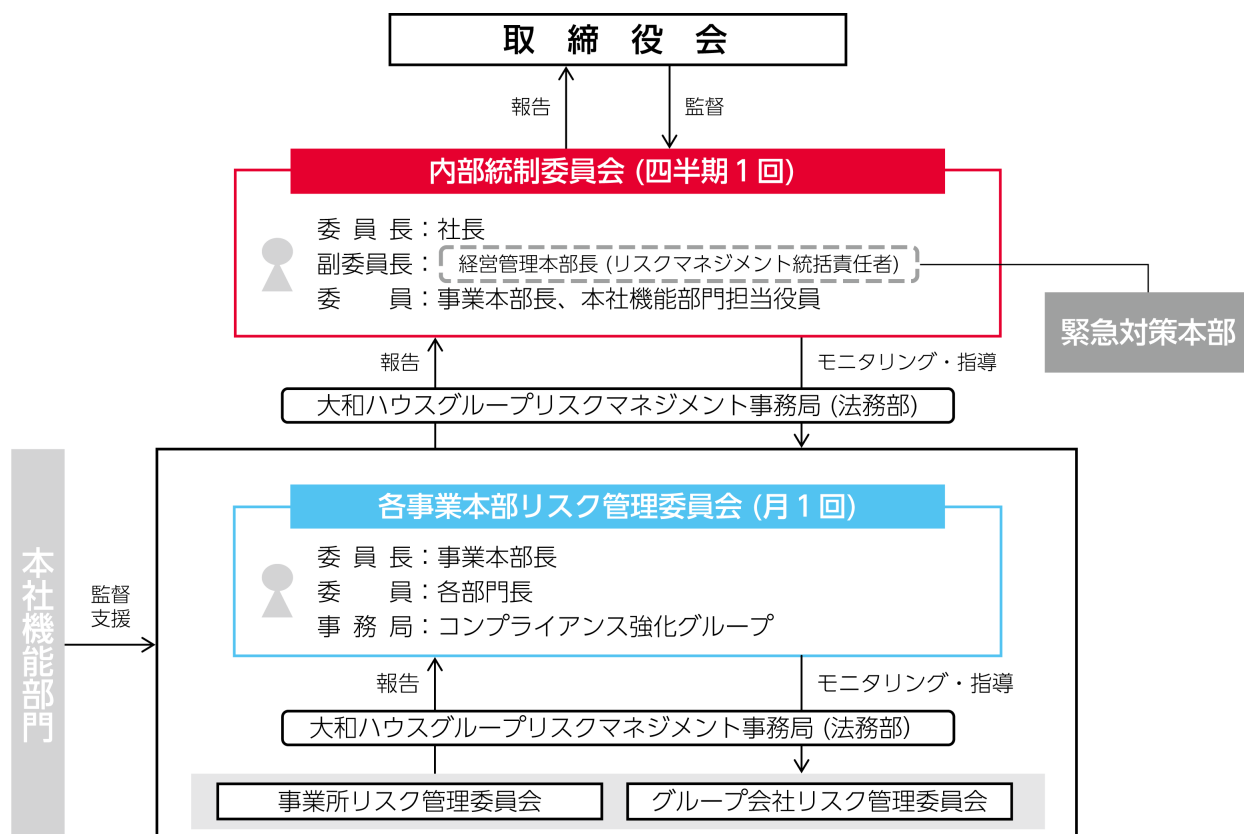 取締役会
報告
監督
内部統制委員会 (四半期1回)
委員長：社長
副委員長：経営管理本部長 (リスクマネジメント統括責任者)
委員：事業本部長、本社機能部門担当役員
緊急対策本部
報告
モニタリング・指導
大和ハウスグループリスクマネジメント事務局 (法務部)
本社機能部門
監督
支援
各事業本部リスク管理委員会 (月1回)
委員長：事業本部長
委員：各部門長
事務局：コンプライアンス強化グループ
報告
モニタリング・指導
大和ハウスグループリスクマネジメント事務局 (法務部)
事業所リスク管理委員会
グループ会社リスク管理委員会